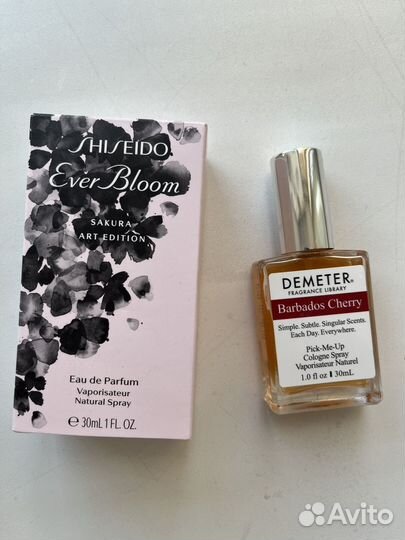 SHISEIDO
Ever Bloom
SAKURA
ART EDITION
Eau de Parfum
Vaporisateur
Natural Spray
℮ 30mL 1 FL. OZ.
DEMETER®
FRAGRANCE LIBRARY
Barbados Cherry
Simple. Subtle. Singular Scents.
Each Day. Everywhere.
Pick-Me-Up
Cologne Spray
Vaporisateur Naturel
1.0 fl oz | 30mL
Avito